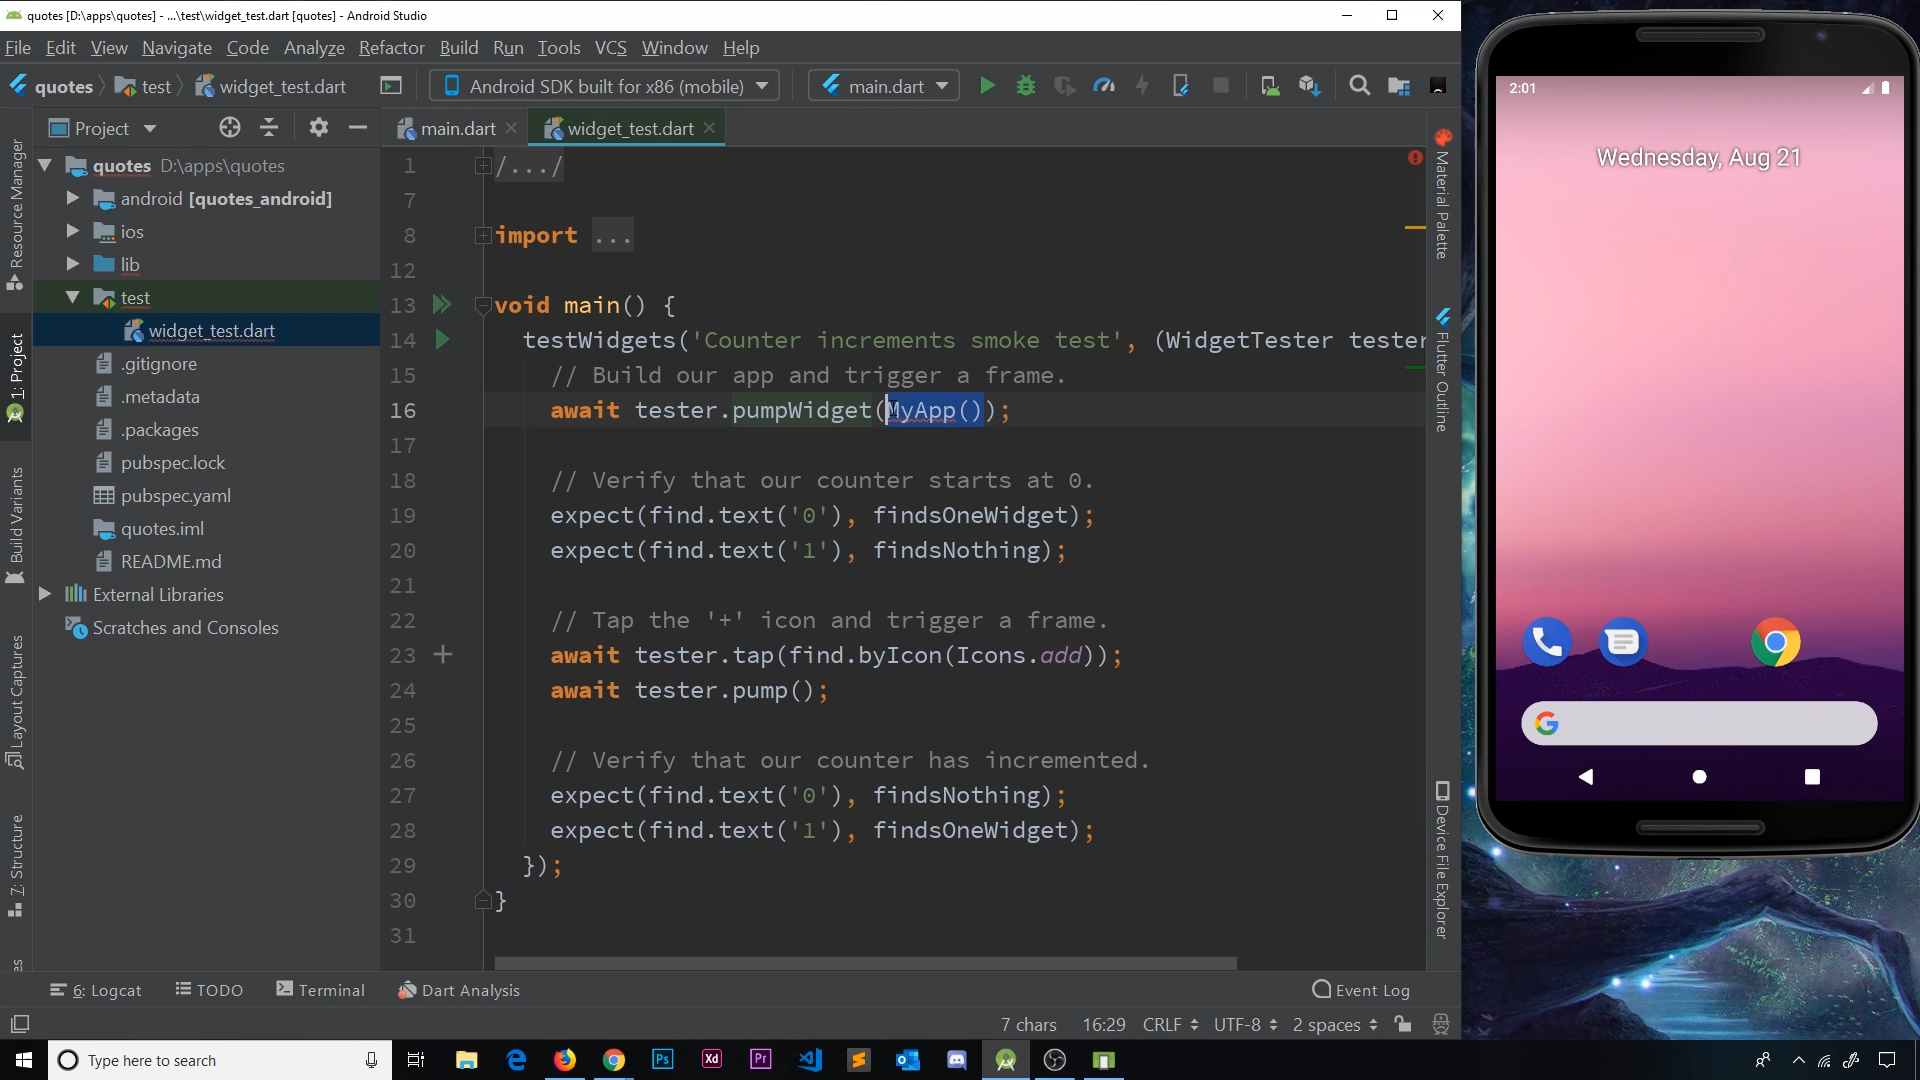 quotes [D:\apps\quotes] - ...\test\widget_test.dart [quotes] - Android Studio
File Edit View Navigate Code Analyze Refactor Build Run Tools VCS Window Help
quotes test widget_test.dart Android SDK built for x86 (mobile) main.dart
Project
main.dart
widget_test.dart
quotes D:\apps\quotes
android [quotes_android]
ios
lib
test
widget_test.dart
.gitignore
.metadata
.packages
pubspec.lock
pubspec.yaml
quotes.iml
README.md
External Libraries
Scratches and Consoles
Resource Manager
1: Project
Build Variants
Layout Captures
7: Structure
1 /.../
7
8 import ...
12
13 void main() {
14 testWidgets('Counter increments smoke test', (WidgetTester tester
15 // Build our app and trigger a frame.
16 await tester.pumpWidget(MyApp());
17
18 // Verify that our counter starts at 0.
19 expect(find.text('0'), findsOneWidget);
20 expect(find.text('1'), findsNothing);
21
22 // Tap the '+' icon and trigger a frame.
23 await tester.tap(find.byIcon(Icons.add));
24 await tester.pump();
25
26 // Verify that our counter has incremented.
27 expect(find.text('0'), findsNothing);
28 expect(find.text('1'), findsOneWidget);
29 });
30 }
31
Material Palette
Flutter Outline
Device File Explorer
6: Logcat TODO Terminal Dart Analysis Event Log
7 chars 16:29 CRLF UTF-8 2 spaces
2:01
Wednesday, Aug 21
G
Type here to search
Ps
Xd
Pr